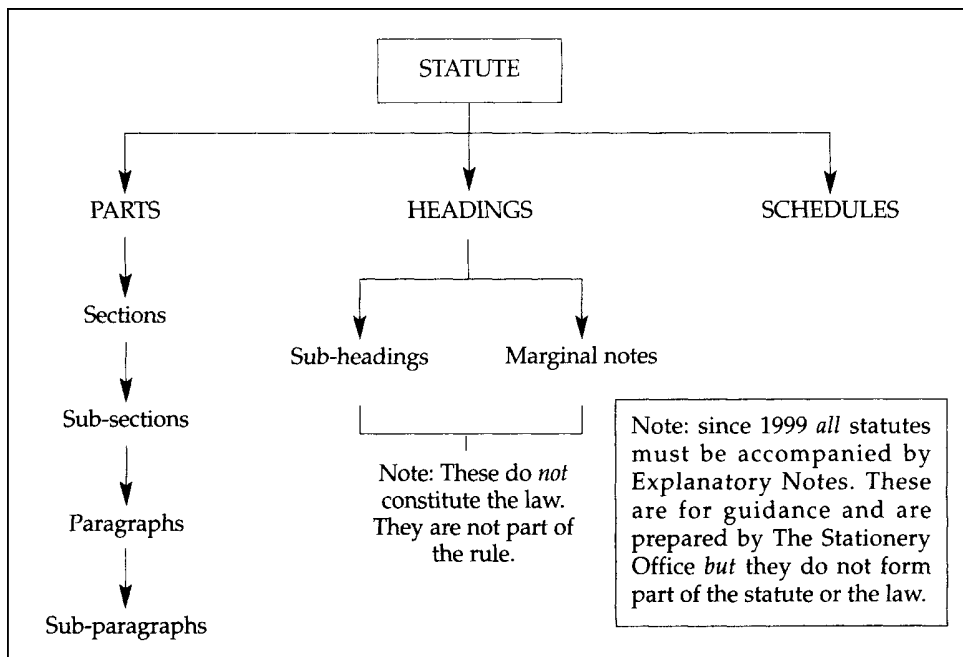 STATUTE
PARTS
HEADINGS
SCHEDULES
Sections
Sub-sections
Paragraphs
Sub-paragraphs
Sub-headings
Marginal notes
Note: These do not
constitute the law.
They are not part of
the rule.
Note: since 1999 all statutes
must be accompanied by
Explanatory Notes. These
are for guidance and are
prepared by The Stationery
Office but they do not form
part of the statute or the law.